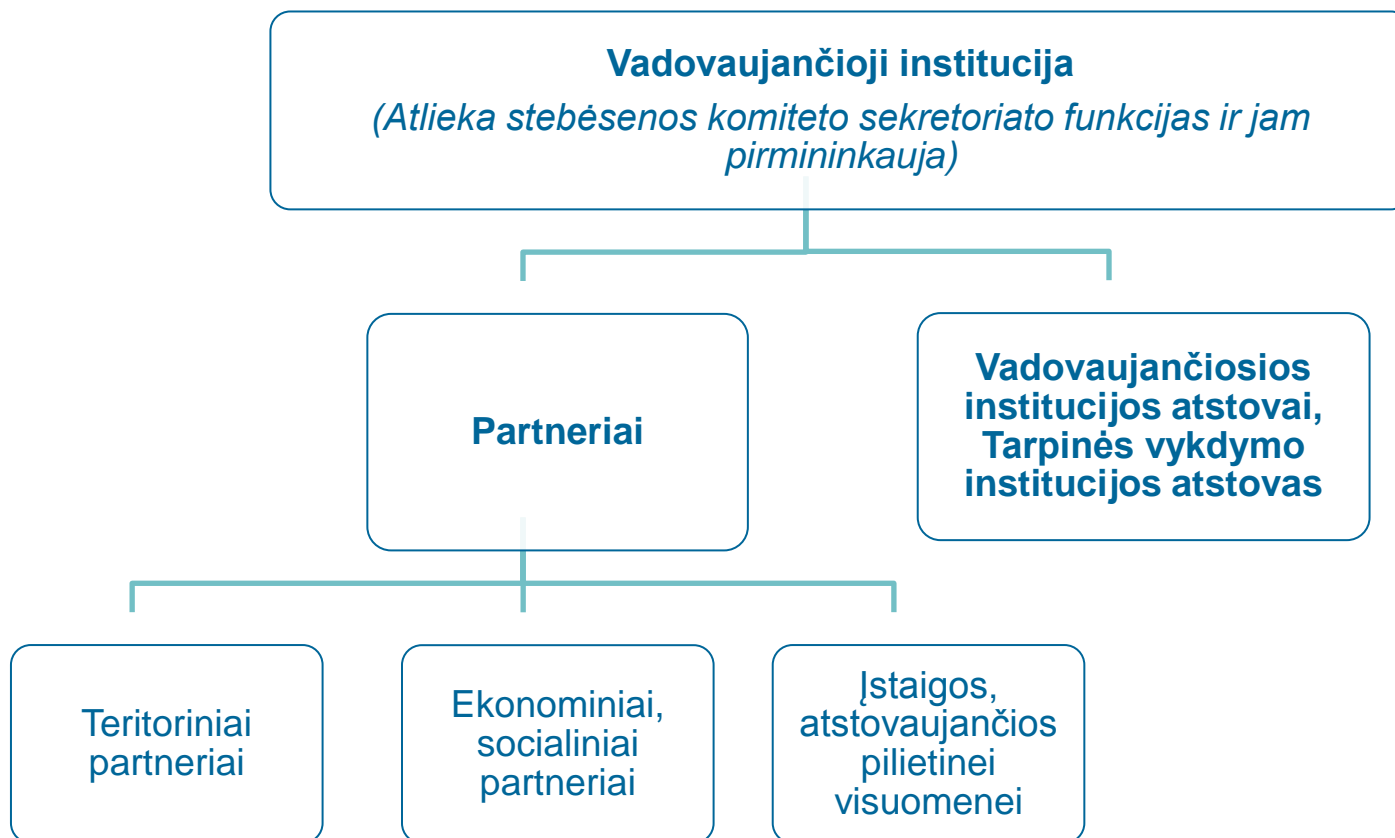 Vadovaujančioji institucija
(Atlieka stebėsenos komiteto sekretoriato funkcijas ir jam
pirmininkauja)
Partneriai
Vadovaujančiosios
institucijos atstovai,
Tarpinės vykdymo
institucijos atstovas
Teritoriniai
partneriai
Ekonominiai,
socialiniai
partneriai
Įstaigos,
atstovaujančios
pilietinei
visuomenei